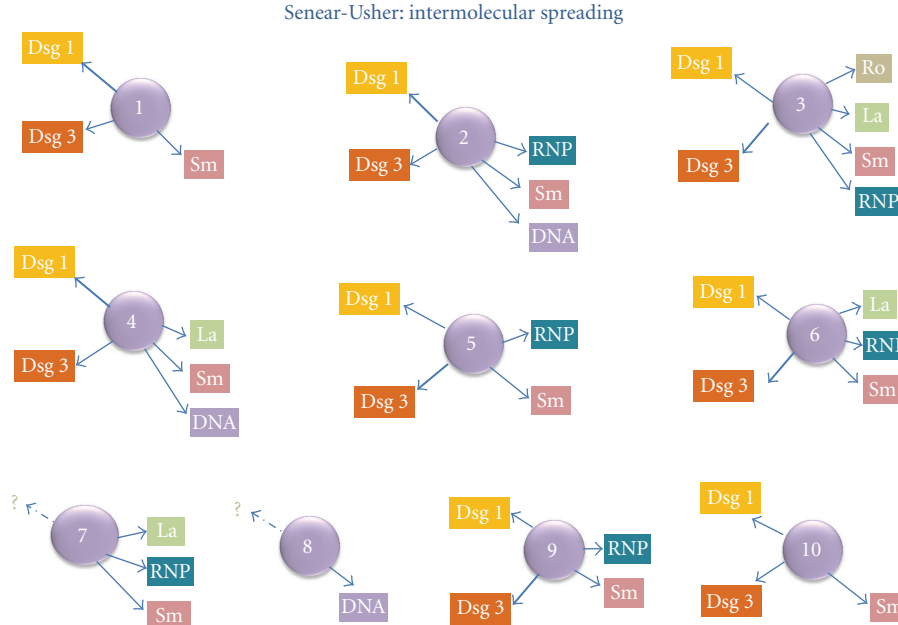 Senear-Usher: intermolecular spreading
Dsg 1
1
Dsg 3
Sm
Dsg 1
2
Dsg 3
RNP
Sm
DNA
Dsg 1
3
Dsg 3
Ro
La
Sm
RNP
Dsg 1
4
Dsg 3
La
Sm
DNA
Dsg 1
5
Dsg 3
RNP
Sm
Dsg 1
6
Dsg 3
La
RNP
Sm
?
7
La
RNP
Sm
?
8
DNA
Dsg 1
9
Dsg 3
RNP
Sm
Dsg 1
10
Dsg 3
Sm